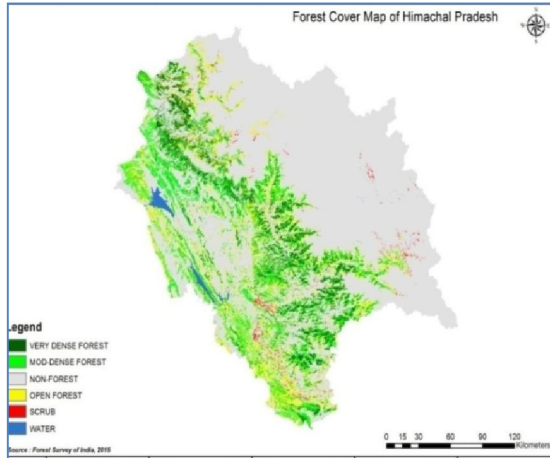 Forest Cover Map of Himachal Pradesh
Legend
VERY DENSE FOREST
MOD-DENSE FOREST
NON-FOREST
OPEN FOREST
SCRUB
WATER
Source : Forest Survey of India, 2015
0 15 30 60 90 120
Kilometers